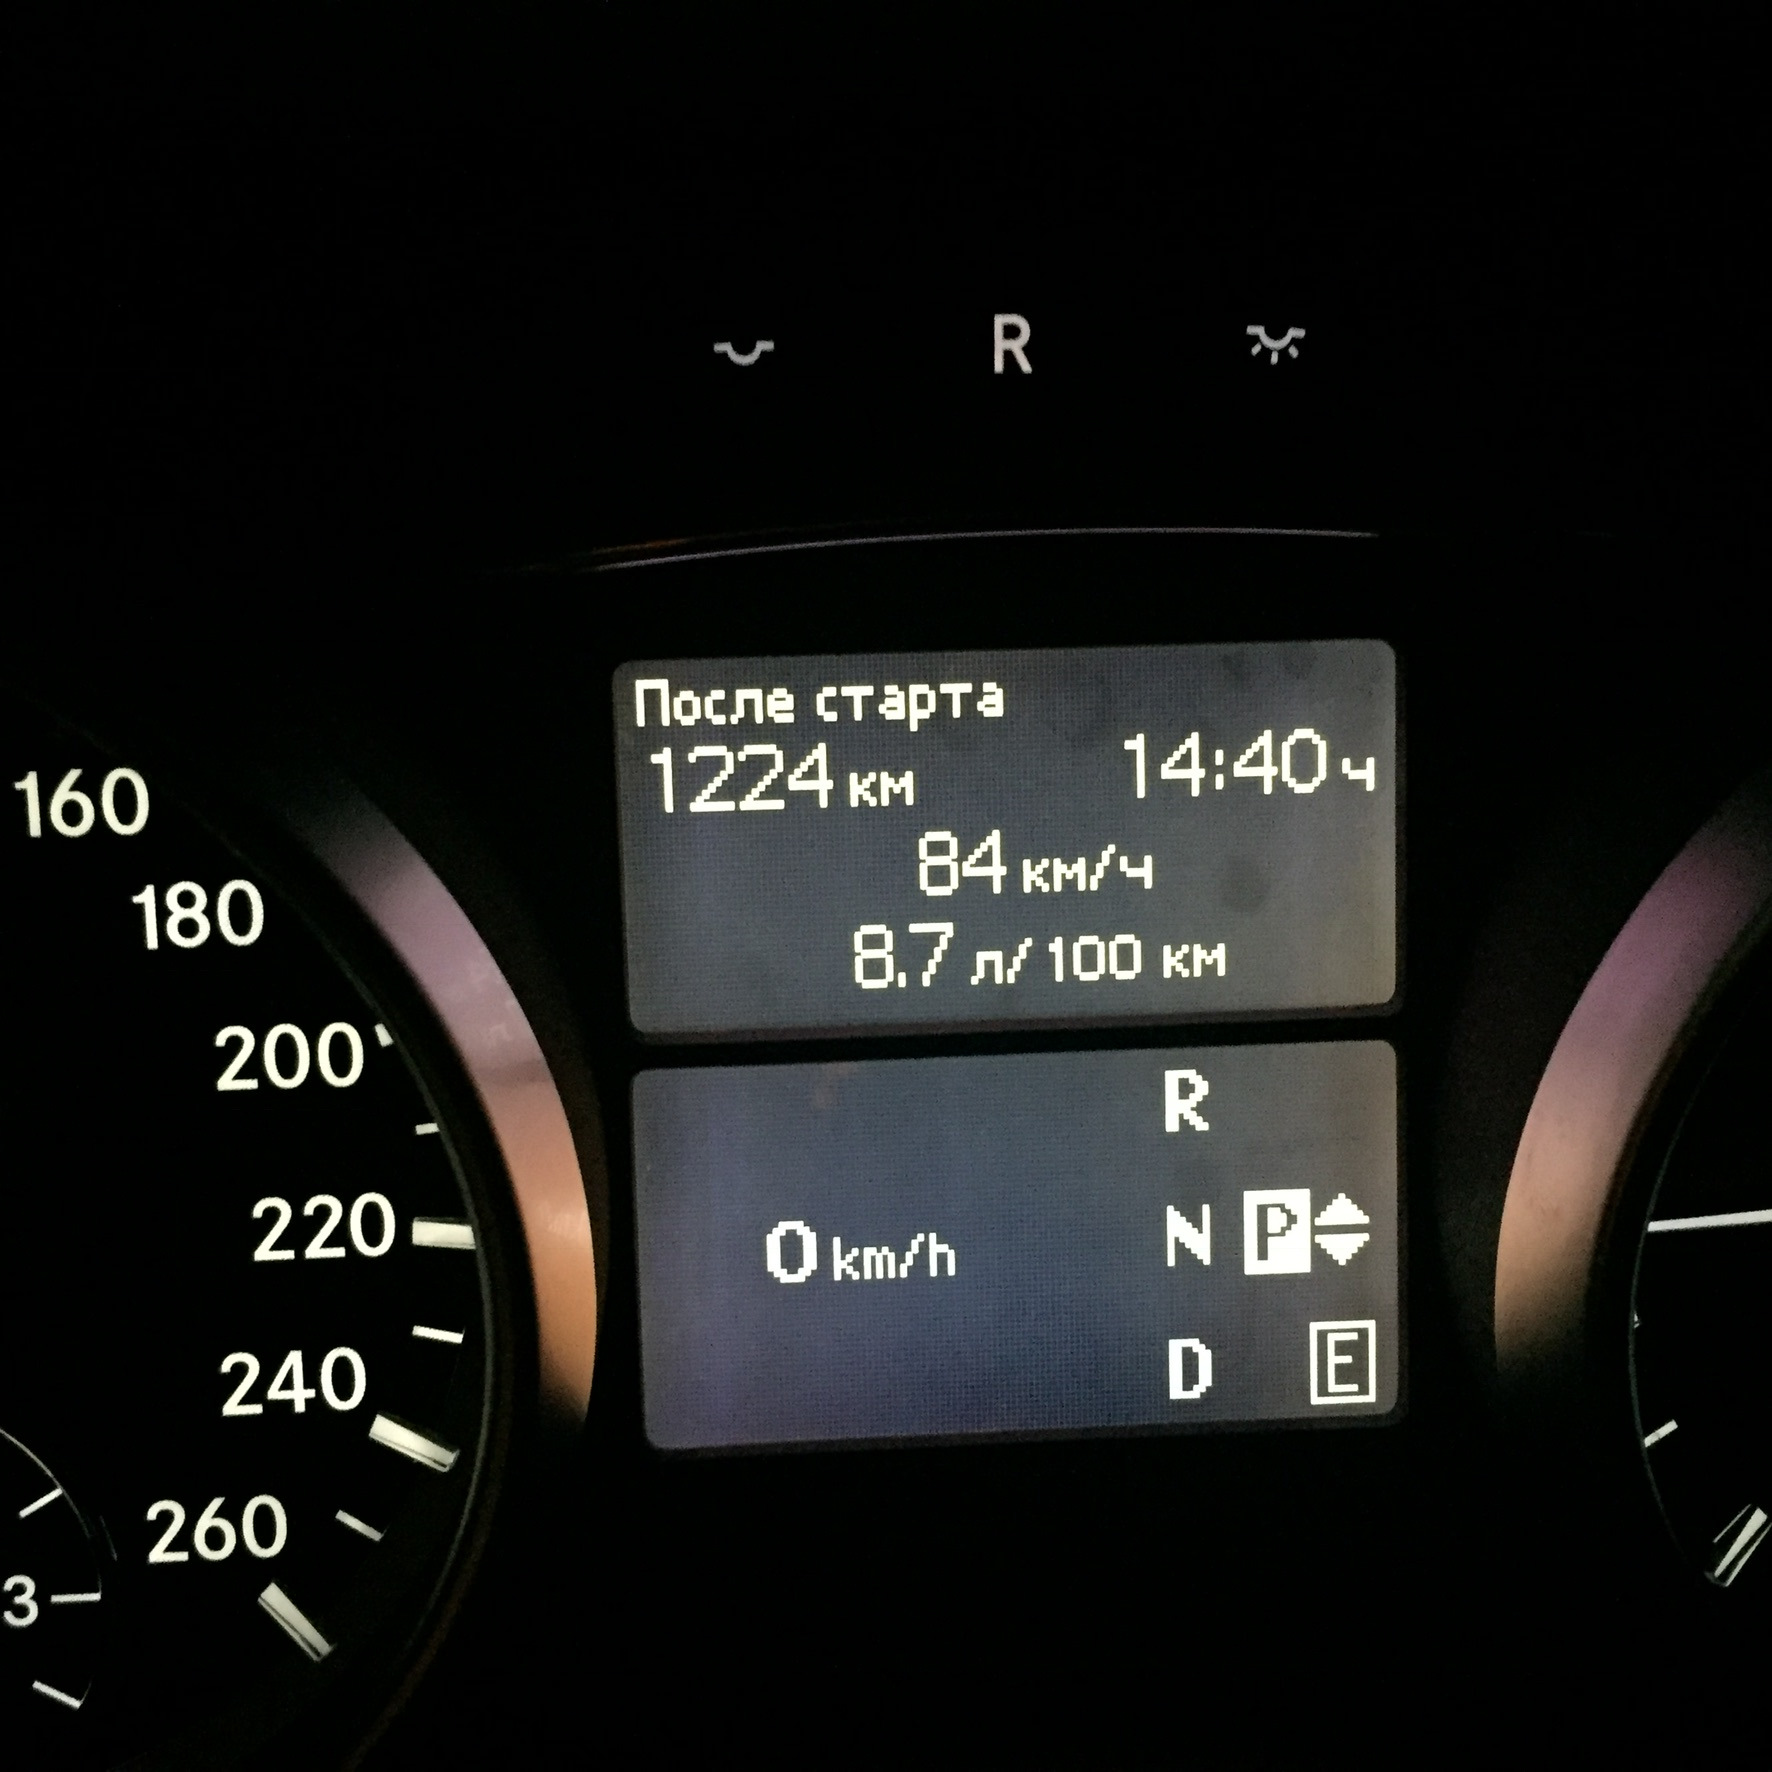 R
После старта
1224 км 14:40 ч
84 км/ч
8.7 л/100 км
R
0 km/h N P
D E
160
180
200
220
240
260
3